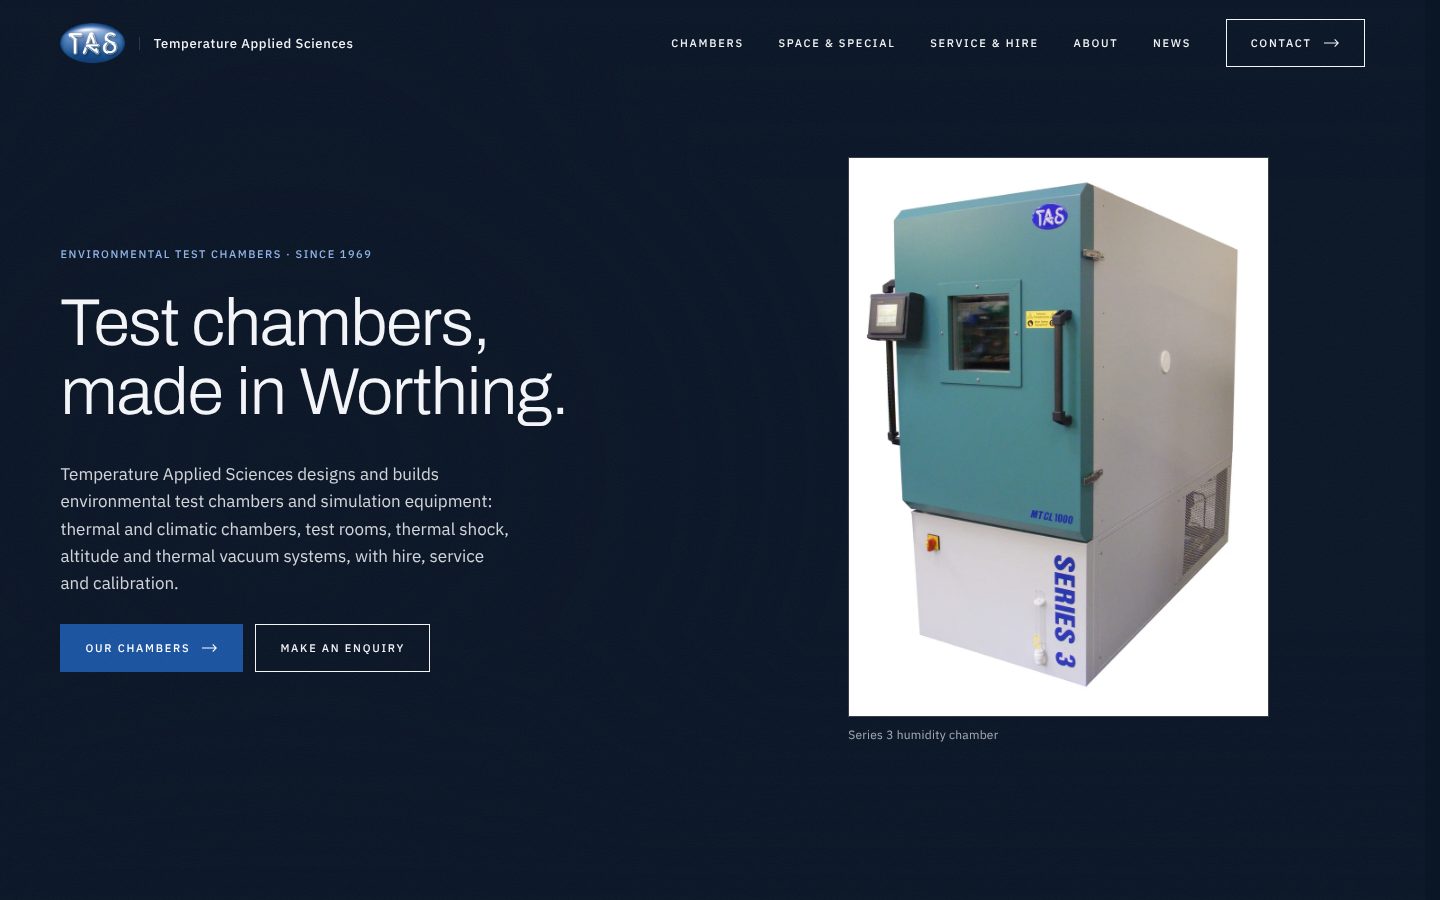 TAS
Temperature Applied Sciences
CHAMBERS
SPACE & SPECIAL
SERVICE & HIRE
ABOUT
NEWS
CONTACT
ENVIRONMENTAL TEST CHAMBERS · SINCE 1969
Test chambers,
made in Worthing.
Temperature Applied Sciences designs and builds
environmental test chambers and simulation equipment:
thermal and climatic chambers, test rooms, thermal shock,
altitude and thermal vacuum systems, with hire, service
and calibration.
OUR CHAMBERS
MAKE AN ENQUIRY
TAS
MTCL 1000
SERIES 3
Series 3 humidity chamber